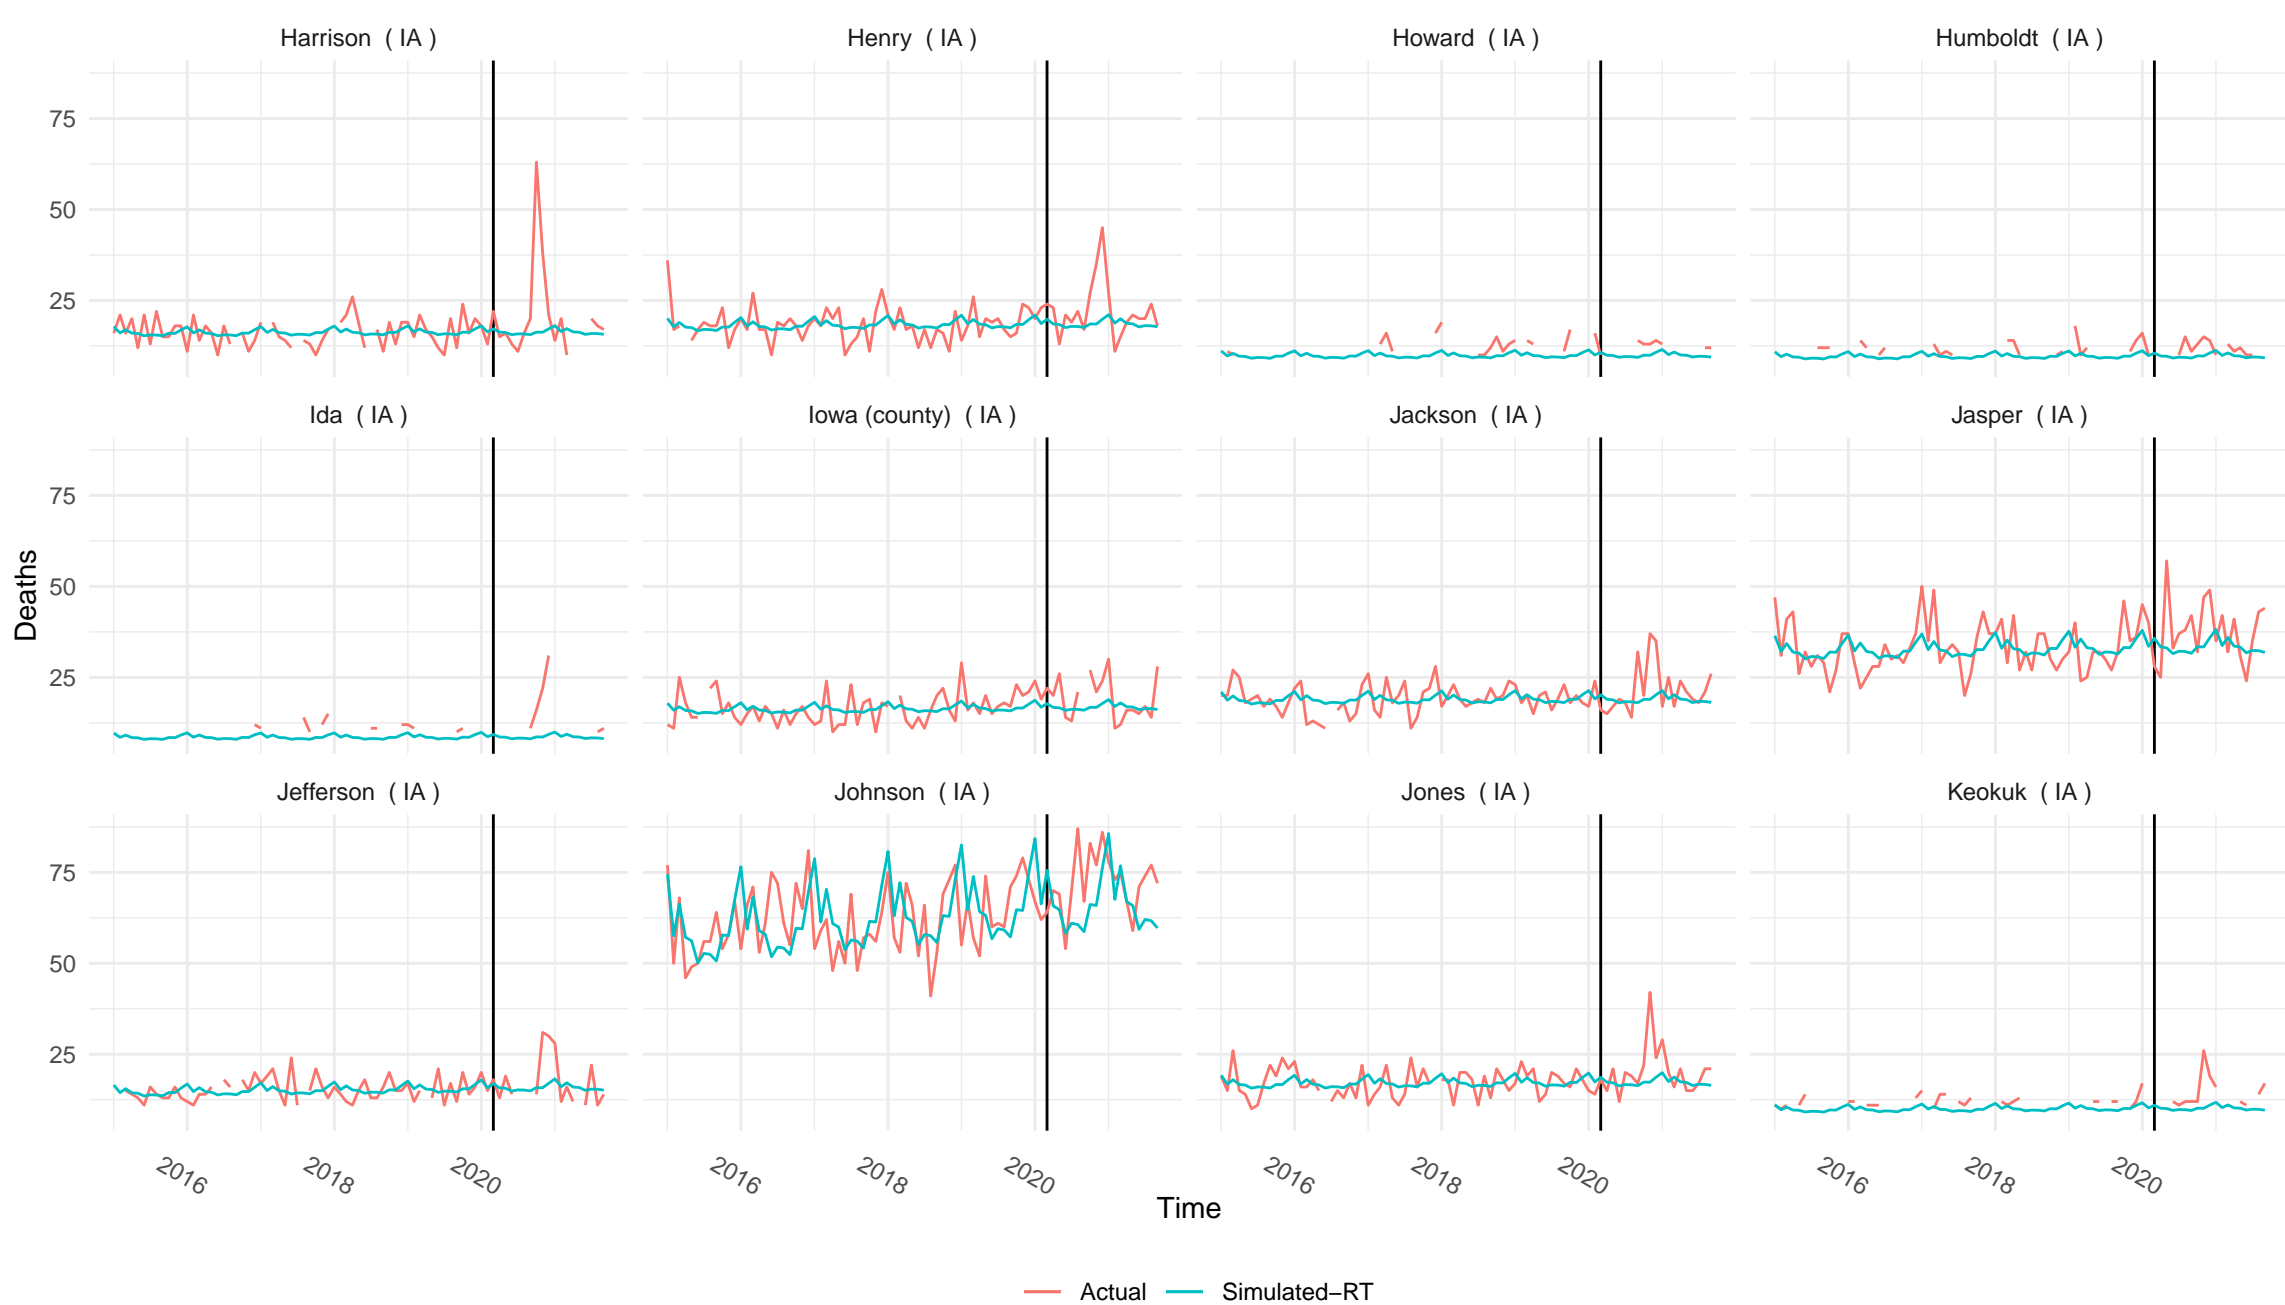 Harrison ( IA ) Henry ( IA ) Howard ( IA ) Humboldt ( IA )
75
50
25
Ida ( IA ) Iowa (county) ( IA ) Jackson ( IA ) Jasper ( IA )
75
50
25
Deaths
Jefferson ( IA ) Johnson ( IA ) Jones ( IA ) Keokuk ( IA )
75
50
25
2016 2018 2020 2016 2018 2020 2016 2018 2020 2016 2018 2020
Time
Actual Simulated−RT